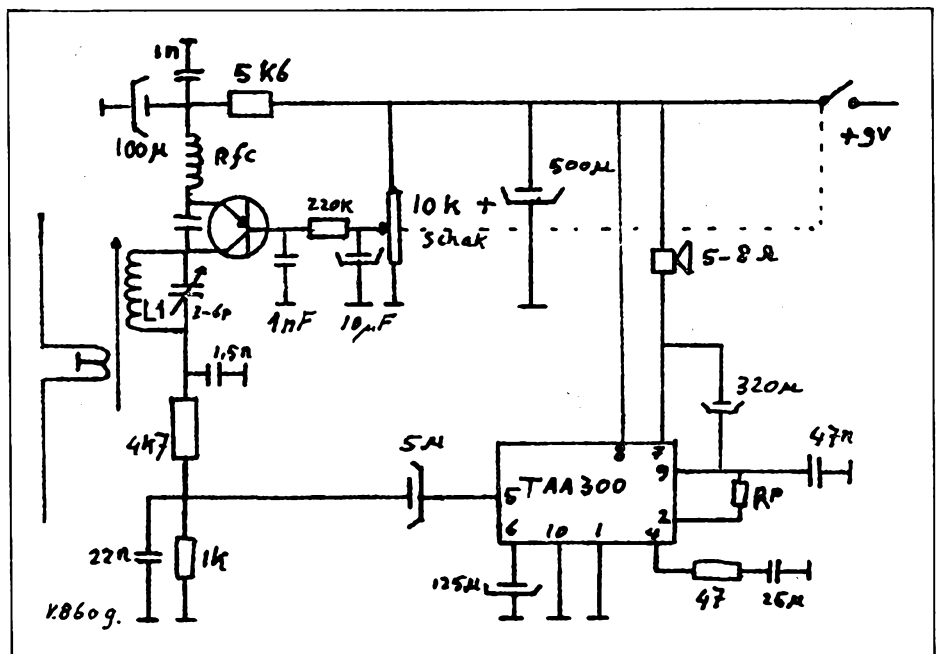 1n
5K6
100µ
Rfc
+9V
500µ
220K
10K +
schak
5-8Ω
L1
2-6p
1nF
10µF
1,5n
320µ
4K7
5µ
47n
8 7
9
5 TAA300
Rp
2
6 10 1 4
22n
1K
125µ
47
25µ
V.860g.